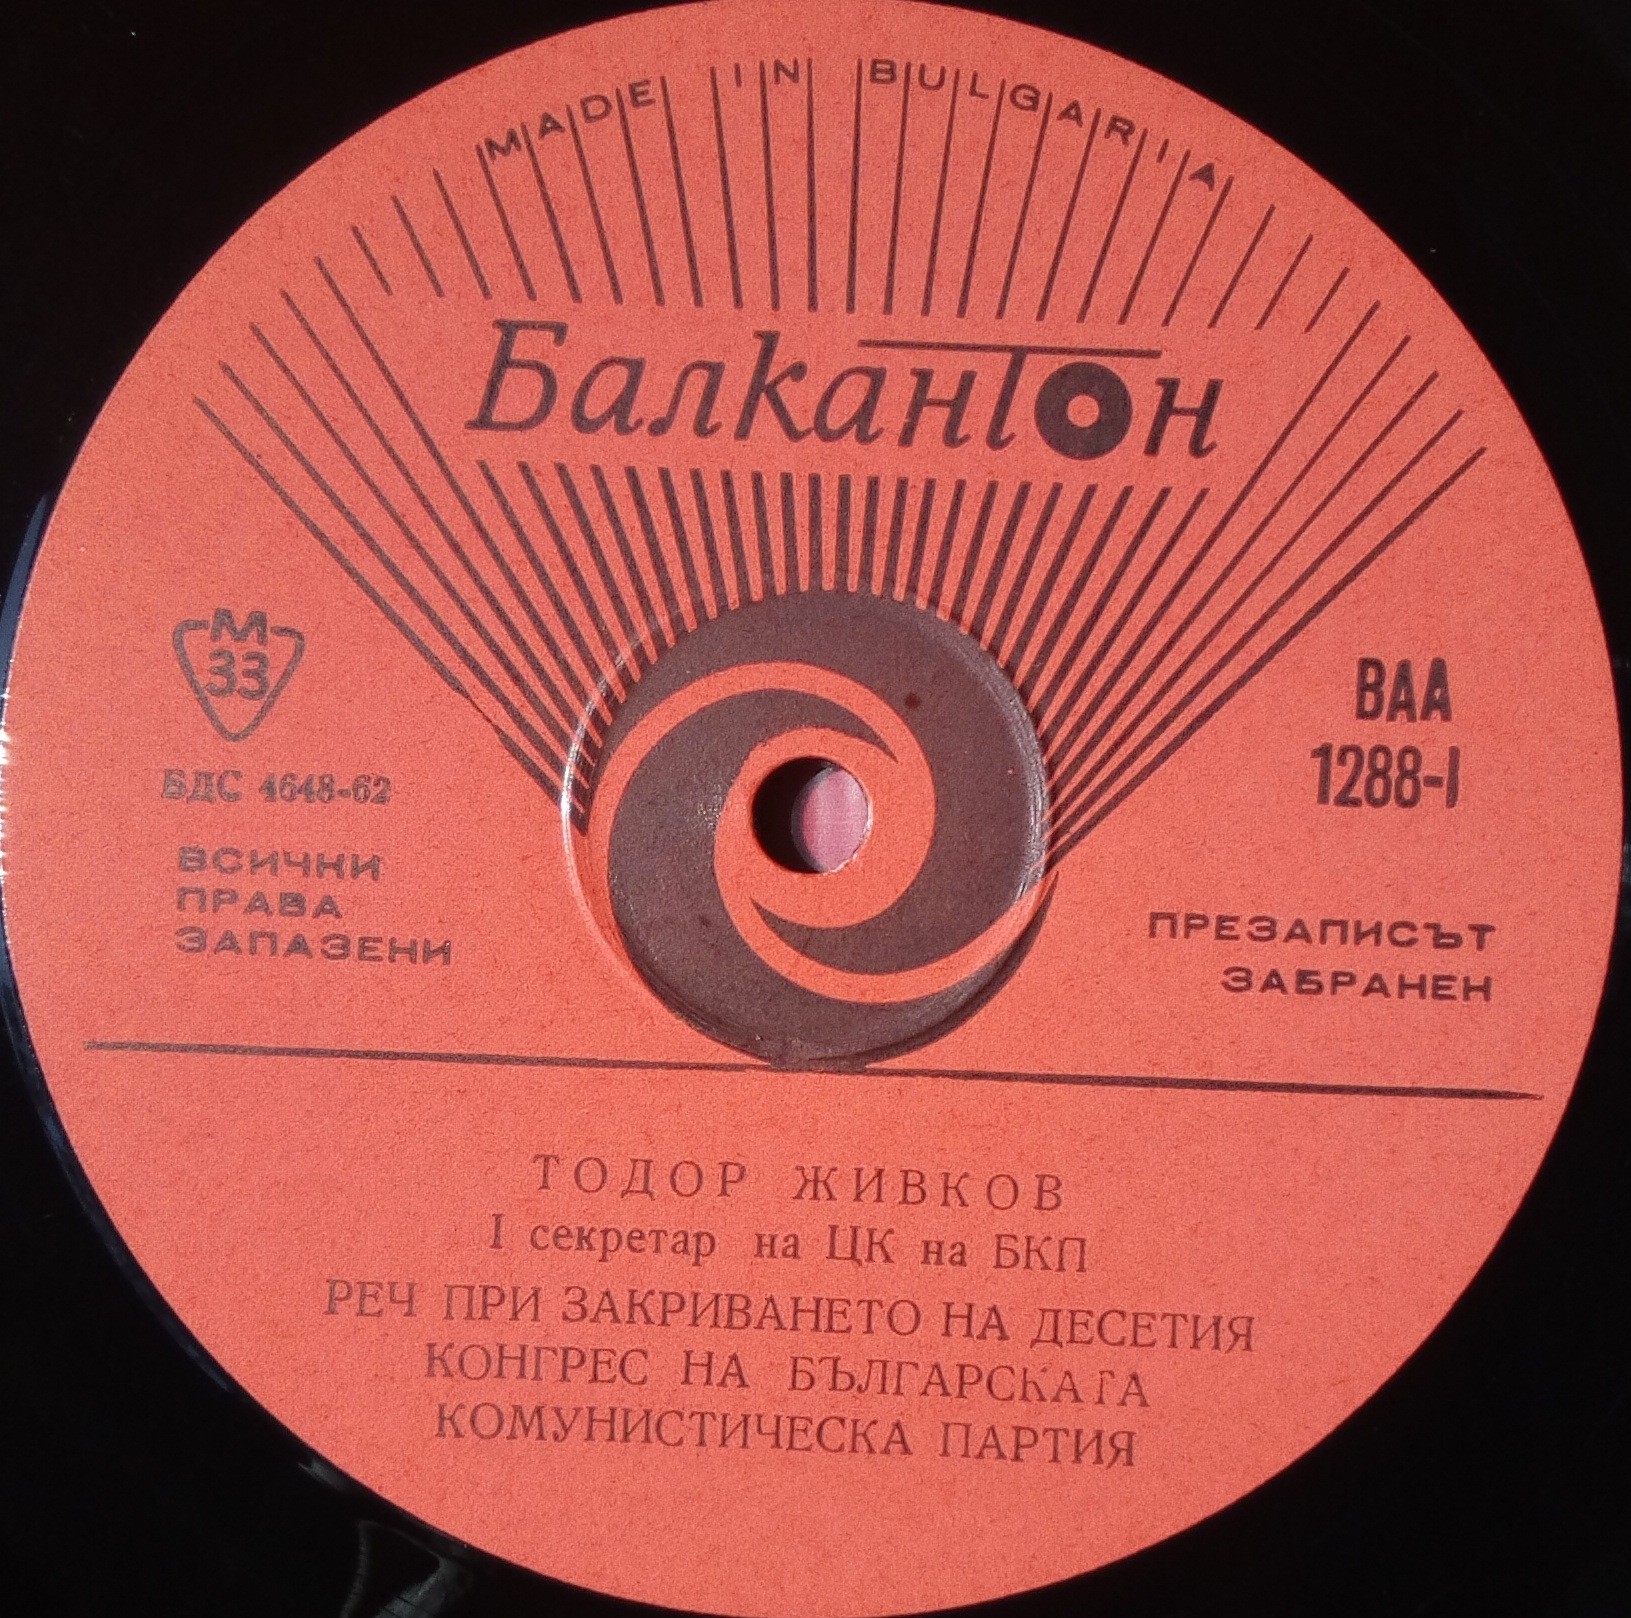 MADE IN BULGARIA
Балкантон
М
33
БДС 4648-62
ВСИЧНИ
ПРАВА
ЗАПАЗЕНИ
ВАА
1288-I
ПРЕЗАПИСЪТ
ЗАБРАНЕН
ТОДОР ЖИВКОВ
I секретар на ЦК на БКП
РЕЧ ПРИ ЗАКРИВАНЕТО НА ДЕСЕТИЯ
КОНГРЕС НА БЪЛГАРСКАТА
КОМУНИСТИЧЕСКА ПАРТИЯ